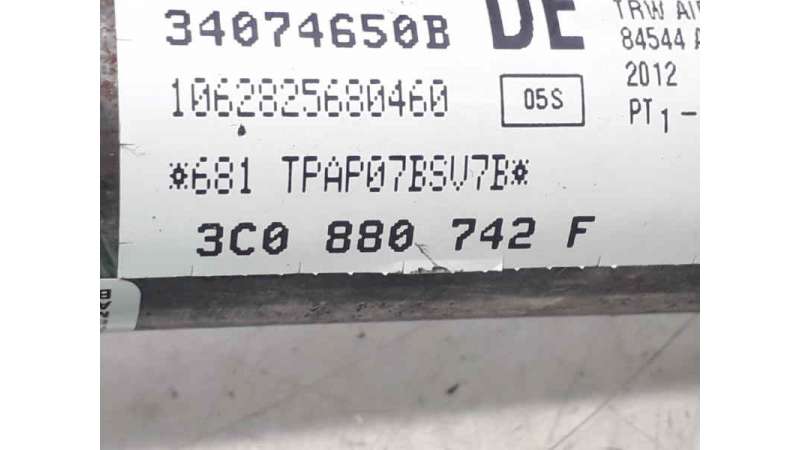 34074650B
DE
TRW AI
84544 A
2012
1062825680460
05S
PT1-
*681 TPAP07BSV7B*
3C0 880 742 F